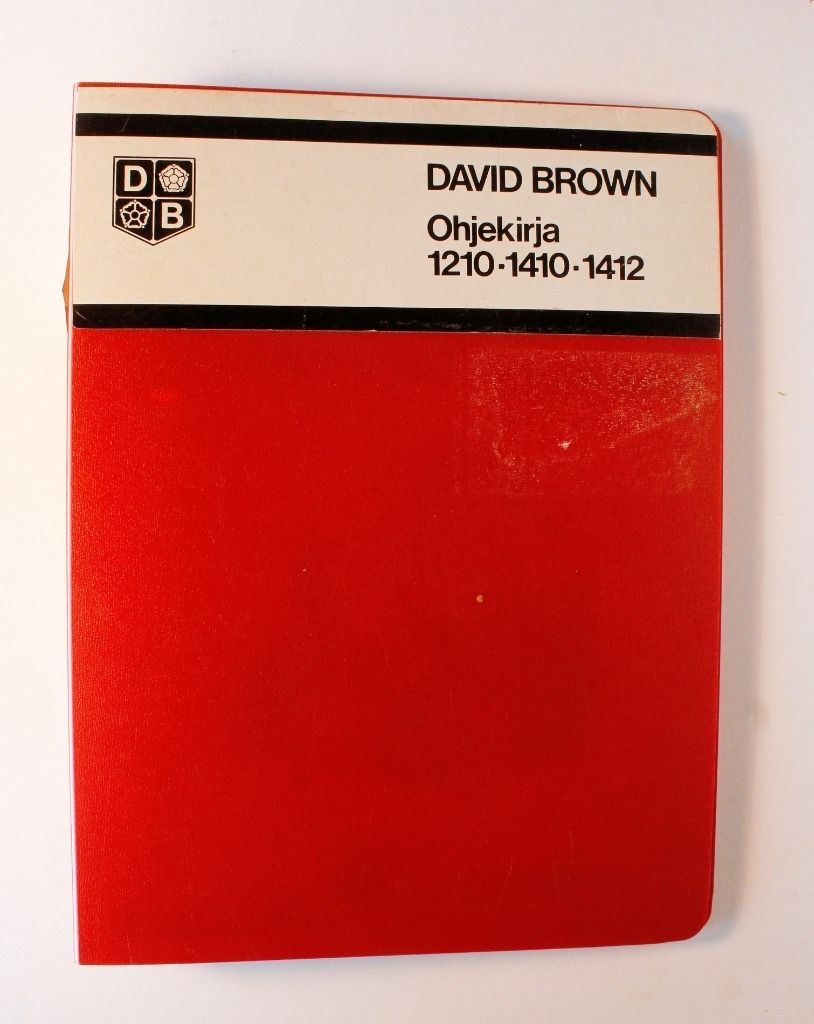 D
B
DAVID BROWN
Ohjekirja
1210·1410·1412